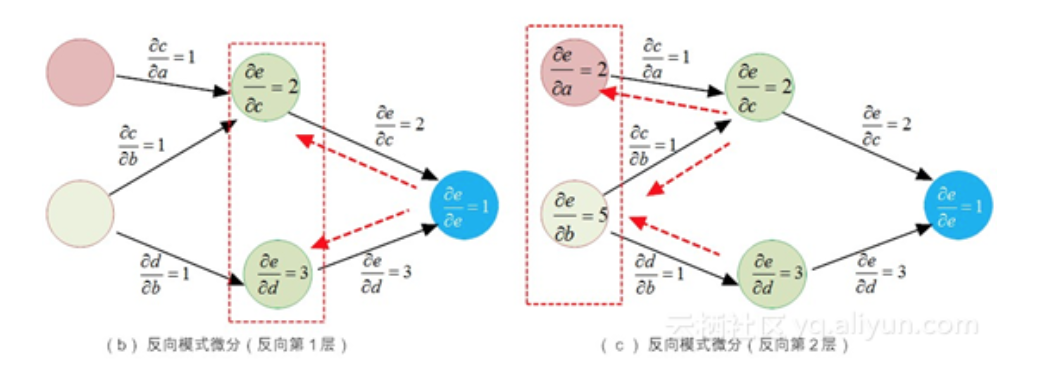 ∂c/∂a = 1
∂e/∂c = 2
∂c/∂b = 1
∂e/∂c = 2
∂e/∂e = 1
∂d/∂b = 1
∂e/∂d = 3
∂e/∂d = 3
(b) 反向模式微分(反向第1层)
∂e/∂a = 2
∂c/∂a = 1
∂e/∂c = 2
∂e/∂c = 2
∂c/∂b = 1
∂e/∂b = 5
∂e/∂e = 1
∂d/∂b = 1
∂e/∂d = 3
∂e/∂d = 3
云栖社区 yq.aliyun.com
(c) 反向模式微分(反向第2层)